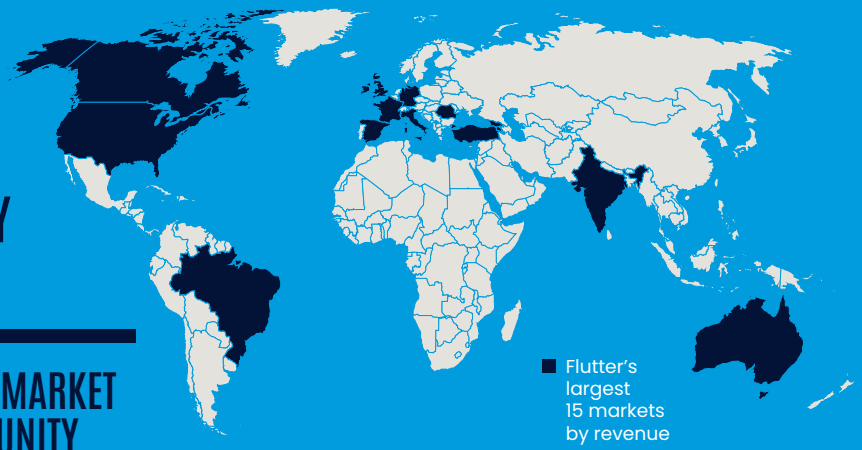 Y
MARKET
UNITY
Flutter's
largest
15 markets
by revenue